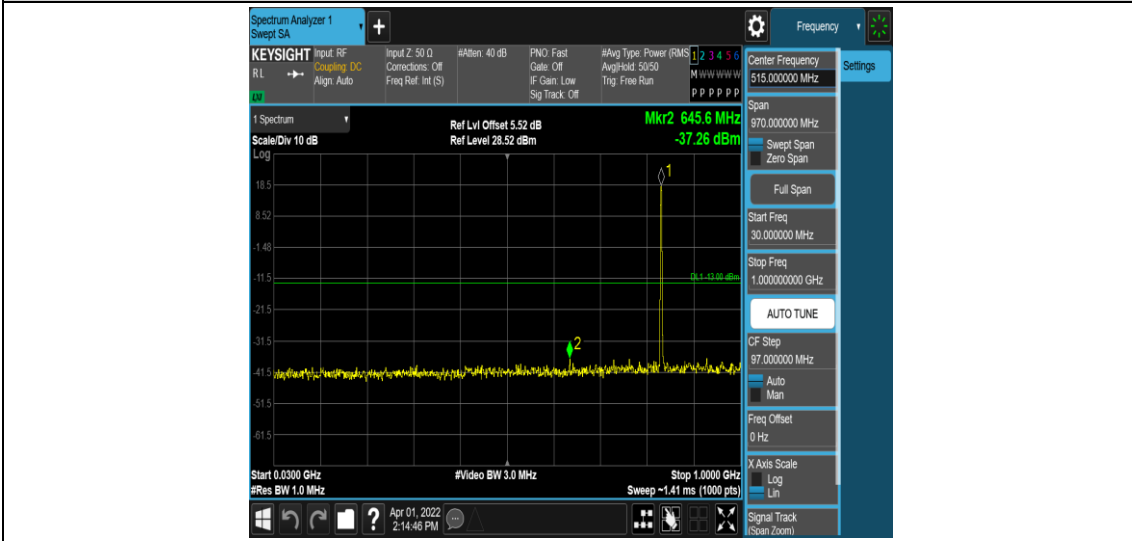 Spectrum Analyzer 1
Swept SA
+
Frequency
KEYSIGHT
RL
Input: RF
Coupling: DC
Align: Auto
Input Z: 50 Ω
Corrections: Off
Freq Ref: Int (S)
#Atten: 40 dB
PNO: Fast
Gate: Off
IF Gain: Low
Sig Track: Off
#Avg Type: Power (RMS
Avg|Hold: 50/50
Trig: Free Run
1 2 3 4 5 6
M W W W W W
P P P P P P
1 Spectrum
Scale/Div 10 dB
Ref Lvl Offset 5.52 dB
Ref Level 28.52 dBm
Mkr2 645.6 MHz
-37.26 dBm
Log
18.5
8.52
-1.48
-11.5
-21.5
-31.5
-41.5
-51.5
-61.5
1
DL1 -13.00 dBm
2
Start 0.0300 GHz
#Res BW 1.0 MHz
#Video BW 3.0 MHz
Stop 1.0000 GHz
Sweep ~1.41 ms (1000 pts)
?
Apr 01, 2022
2:14:46 PM
Center Frequency
515.000000 MHz
Settings
Span
970.000000 MHz
Swept Span
Zero Span
Full Span
Start Freq
30.000000 MHz
Stop Freq
1.000000000 GHz
AUTO TUNE
CF Step
97.000000 MHz
Auto
Man
Freq Offset
0 Hz
X Axis Scale
Log
Lin
Signal Track
(Span Zoom)